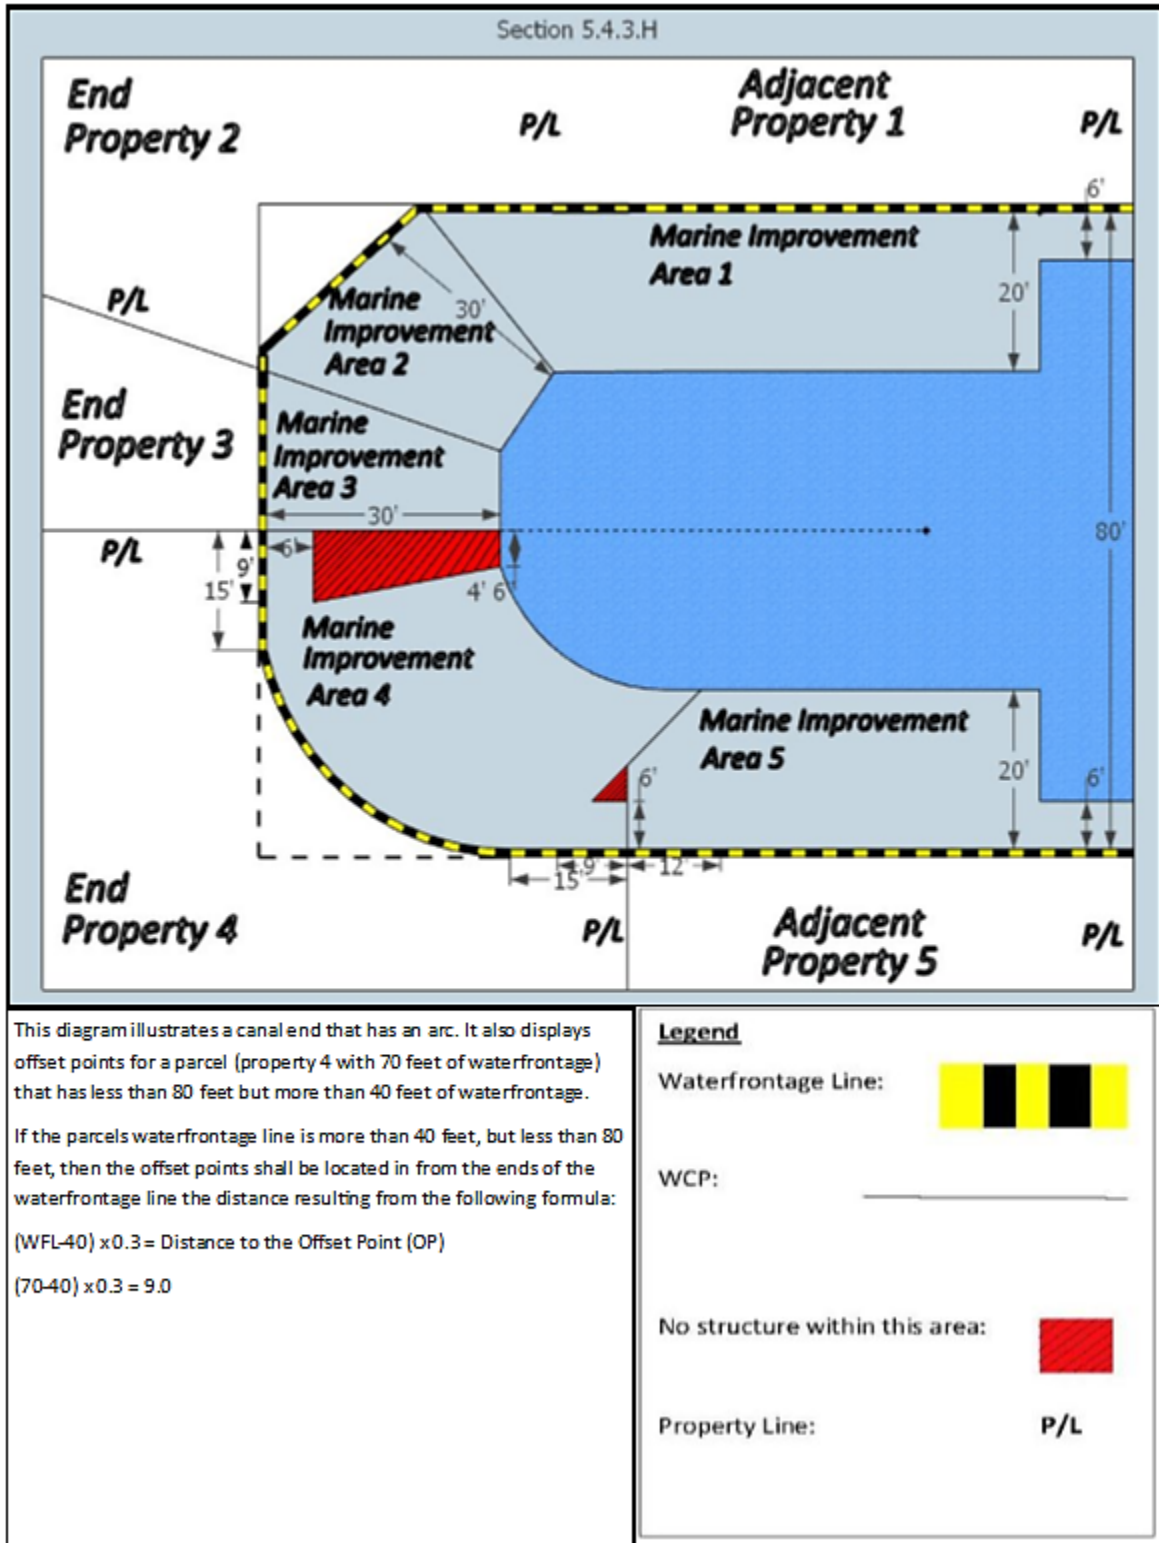 Section 5.4.3.H
End
Property 2
P/L
Adjacent
Property 1
P/L
6'
Marine Improvement
Area 1
20'
P/L
Marine
Improvement
Area 2
30'
End
Property 3
Marine
Improvement
Area 3
30'
80'
P/L
6'
9'
15'
4' 6"
Marine
Improvement
Area 4
Marine Improvement
Area 5
6'
20'
6'
9'
12'
15'
End
Property 4
P/L
Adjacent
Property 5
P/L
This diagram illustrates a canal end that has an arc. It also displays
offset points for a parcel (property 4 with 70 feet of waterfrontage)
that has less than 80 feet but more than 40 feet of waterfrontage.
If the parcels waterfrontage line is more than 40 feet, but less than 80
feet, then the offset points shall be located in from the ends of the
waterfrontage line the distance resulting from the following formula:
(WFL-40) x 0.3 = Distance to the Offset Point (OP)
(70-40) x 0.3 = 9.0
Legend
Waterfrontage Line:
WCP:
No structure within this area:
Property Line:
P/L